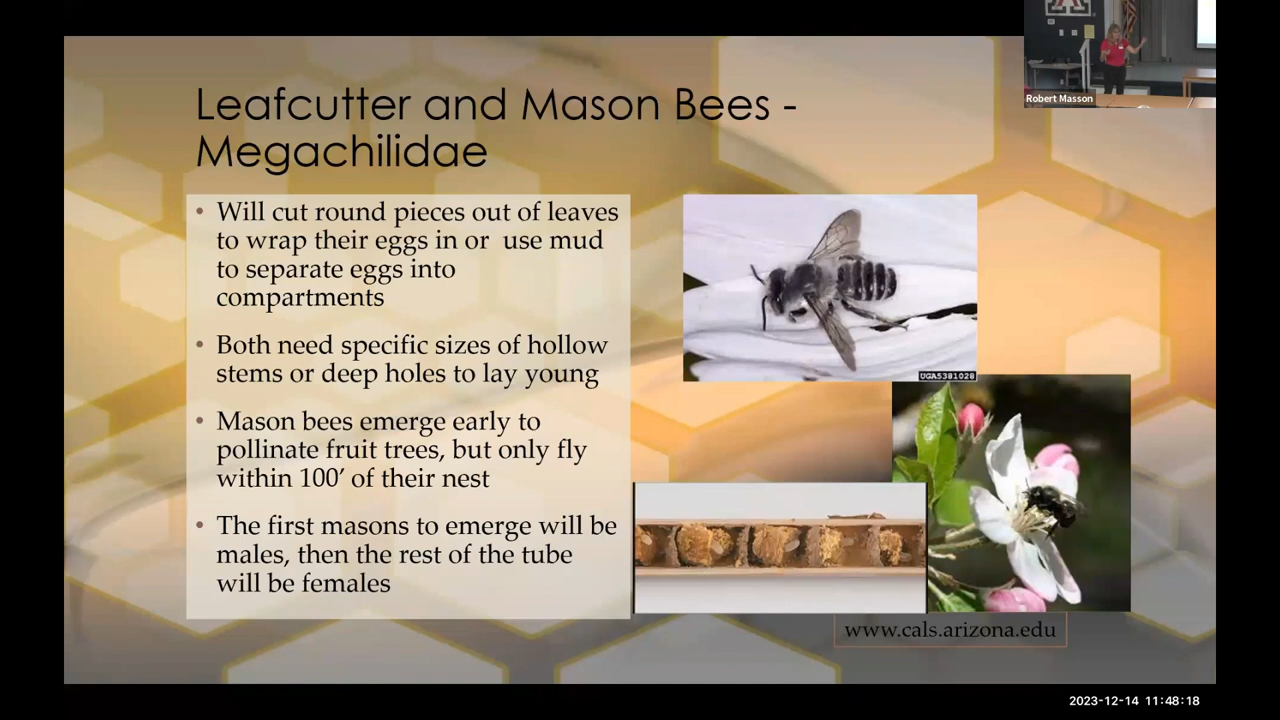 Robert Masson
Leafcutter and Mason Bees -
Megachilidae
• Will cut round pieces out of leaves
to wrap their eggs in or use mud
to separate eggs into
compartments
• Both need specific sizes of hollow
stems or deep holes to lay young
• Mason bees emerge early to
pollinate fruit trees, but only fly
within 100’ of their nest
• The first masons to emerge will be
males, then the rest of the tube
will be females
UGA5381028
www.cals.arizona.edu
2023-12-14 11:48:18